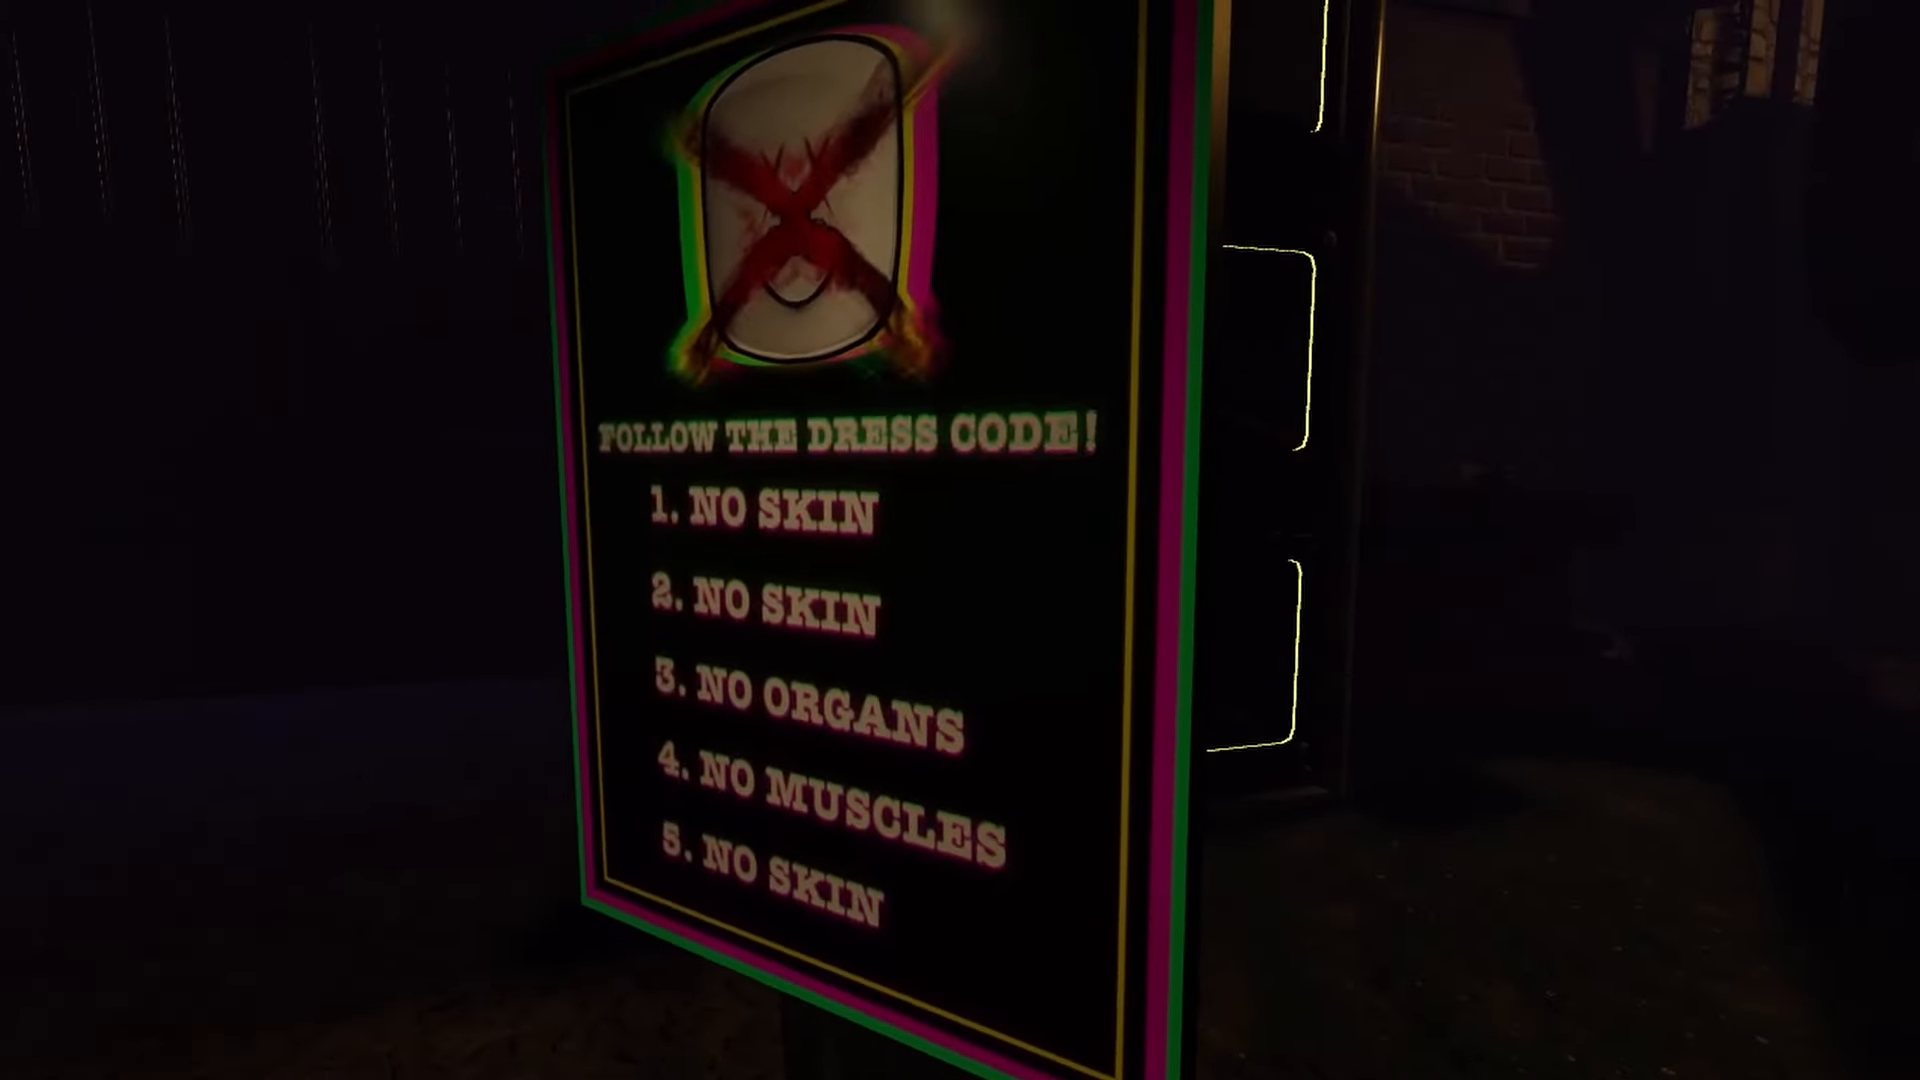 FOLLOW THE DRESS CODE!
1. NO SKIN
2. NO SKIN
3. NO ORGANS
4. NO MUSCLES
5. NO SKIN